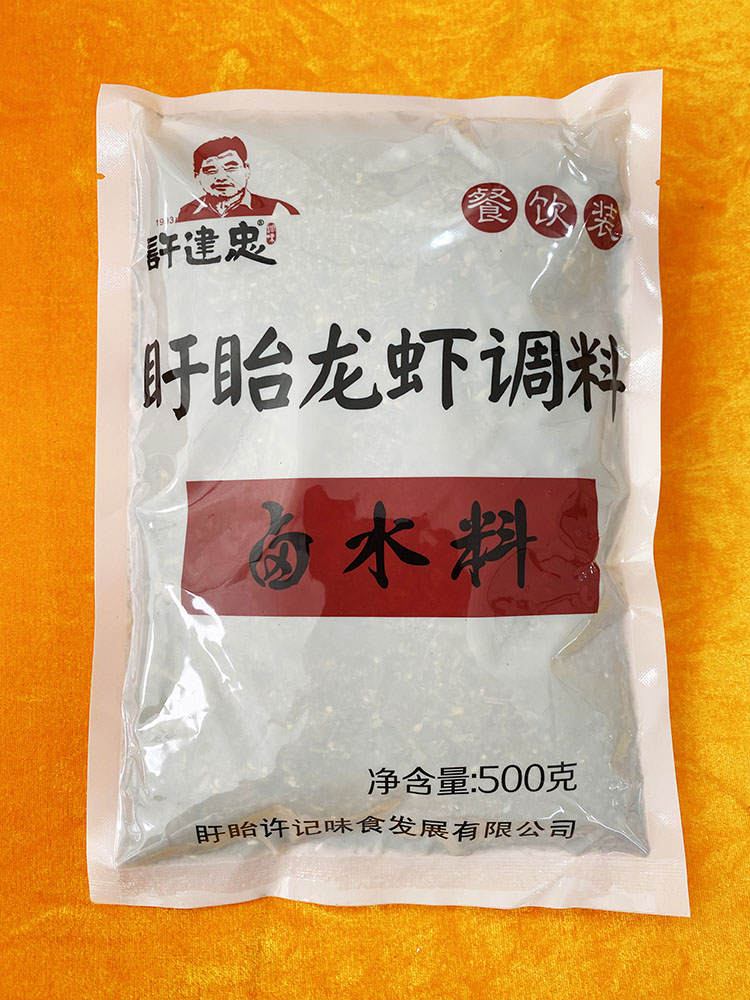 1993
許建忠®
餐饮装
盱眙龙虾调料
卤水料
净含量:500克
盱眙许记味食发展有限公司